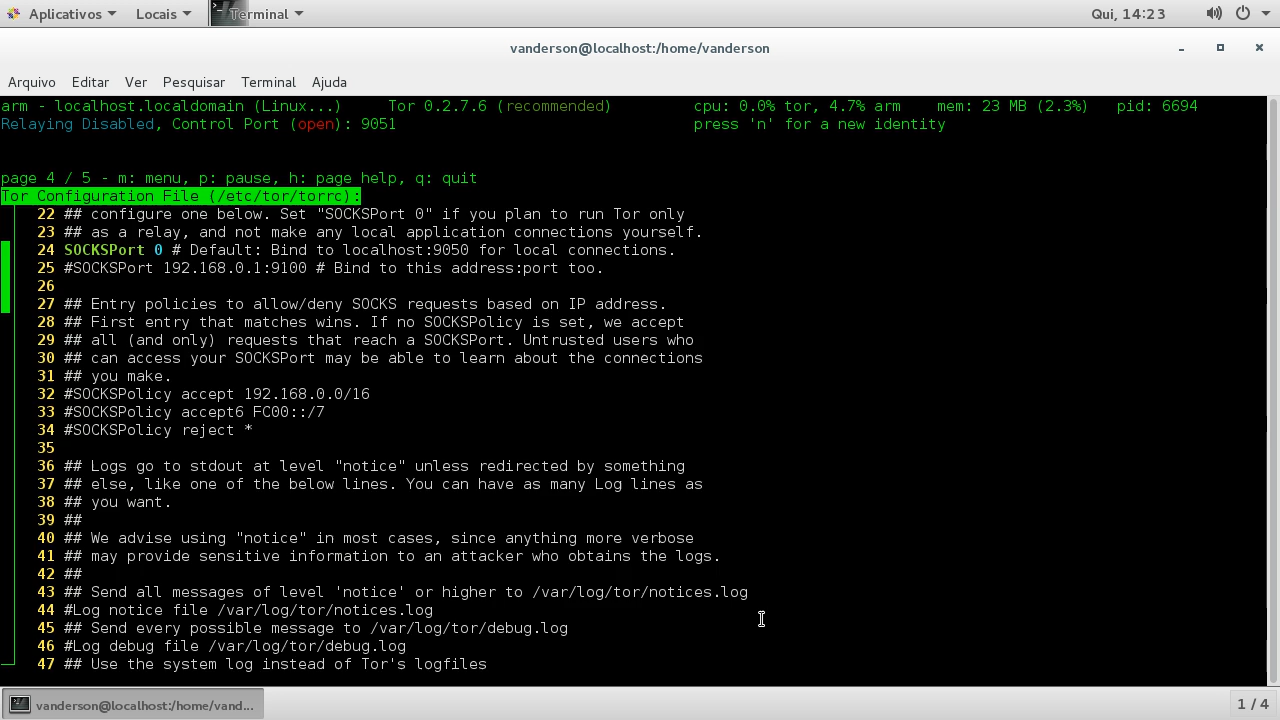 Aplicativos Locais Terminal Qui, 14:23
vanderson@localhost:/home/vanderson
Arquivo Editar Ver Pesquisar Terminal Ajuda
arm - localhost.localdomain (Linux...) Tor 0.2.7.6 (recommended) cpu: 0.0% tor, 4.7% arm mem: 23 MB (2.3%) pid: 6694
Relaying Disabled, Control Port (open): 9051 press 'n' for a new identity
page 4 / 5 - m: menu, p: pause, h: page help, q: quit
Tor Configuration File (/etc/tor/torrc):
22 ## configure one below. Set "SOCKSPort 0" if you plan to run Tor only
23 ## as a relay, and not make any local application connections yourself.
24 SOCKSPort 0 # Default: Bind to localhost:9050 for local connections.
25 #SOCKSPort 192.168.0.1:9100 # Bind to this address:port too.
26
27 ## Entry policies to allow/deny SOCKS requests based on IP address.
28 ## First entry that matches wins. If no SOCKSPolicy is set, we accept
29 ## all (and only) requests that reach a SOCKSPort. Untrusted users who
30 ## can access your SOCKSPort may be able to learn about the connections
31 ## you make.
32 #SOCKSPolicy accept 192.168.0.0/16
33 #SOCKSPolicy accept6 FC00::/7
34 #SOCKSPolicy reject *
35
36 ## Logs go to stdout at level "notice" unless redirected by something
37 ## else, like one of the below lines. You can have as many Log lines as
38 ## you want.
39 ##
40 ## We advise using "notice" in most cases, since anything more verbose
41 ## may provide sensitive information to an attacker who obtains the logs.
42 ##
43 ## Send all messages of level 'notice' or higher to /var/log/tor/notices.log
44 #Log notice file /var/log/tor/notices.log
45 ## Send every possible message to /var/log/tor/debug.log
46 #Log debug file /var/log/tor/debug.log
47 ## Use the system log instead of Tor's logfiles
vanderson@localhost:/home/vand... 1 / 4